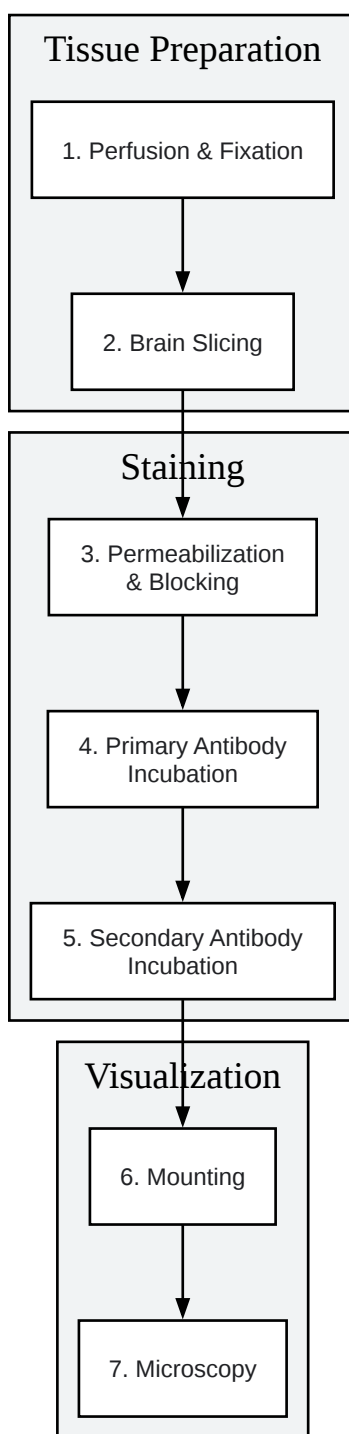 Tissue Preparation
1. Perfusion & Fixation
2. Brain Slicing
Staining
3. Permeabilization
& Blocking
4. Primary Antibody
Incubation
5. Secondary Antibody
Incubation
Visualization
6. Mounting
7. Microscopy